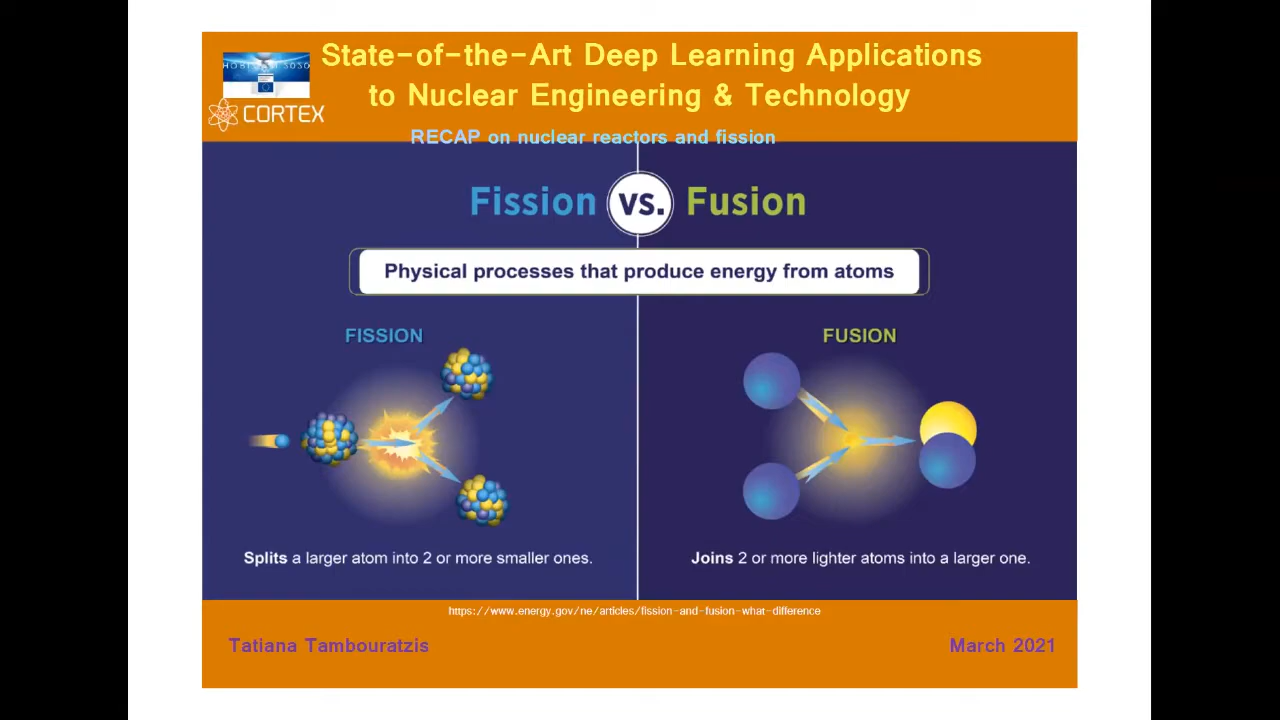 State-of-the-Art Deep Learning Applications
to Nuclear Engineering & Technology
CORTEX
RECAP on nuclear reactors and fission
Fission vs. Fusion
Physical processes that produce energy from atoms
FISSION
FUSION
Splits a larger atom into 2 or more smaller ones.
Joins 2 or more lighter atoms into a larger one.
https://www.energy.gov/ne/articles/fission-and-fusion-what-difference
Tatiana Tambouratzis
March 2021